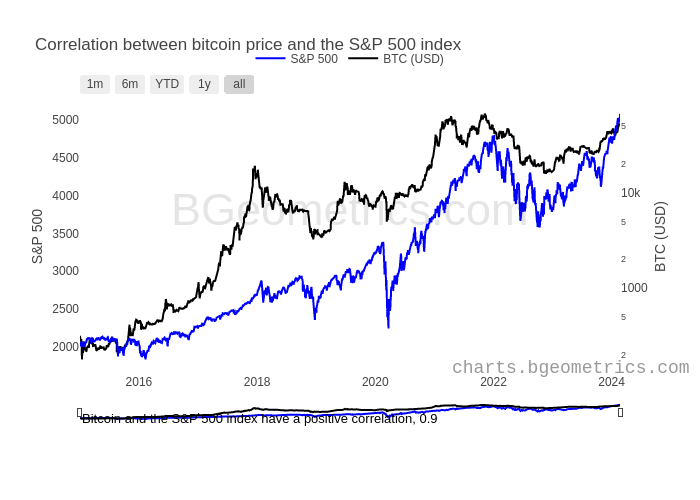 Correlation between bitcoin price and the S&P 500 index
S&P 500 BTC (USD)
1m 6m YTD 1y all
5000
4500
4000
3500
3000
2500
2000
S&P 500
5
2
10k
5
2
1000
5
2
BTC (USD)
BGeometrics.com
charts.bgeometrics.com
2016 2018 2020 2022 2024
Bitcoin and the S&P 500 index have a positive correlation, 0.9